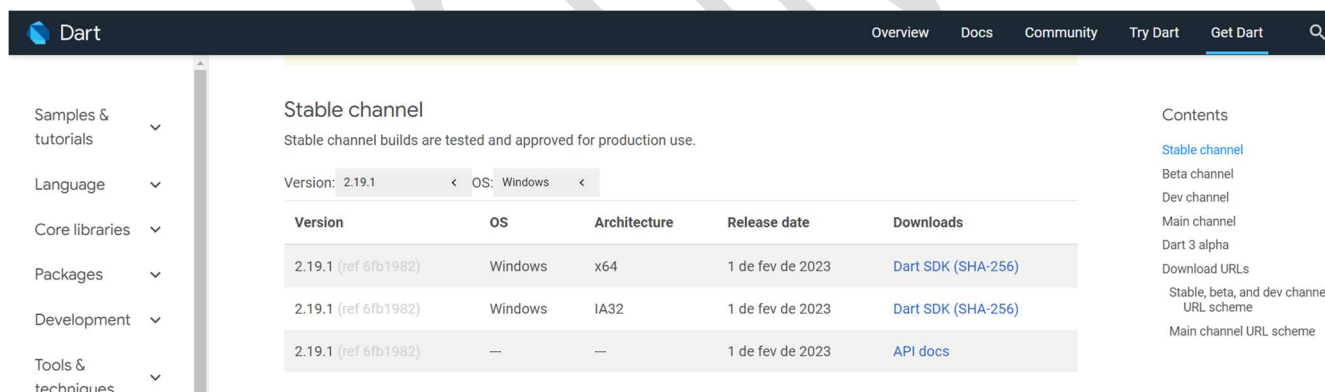 Dart
Overview Docs Community Try Dart Get Dart
Samples &
tutorials
Language
Core libraries
Packages
Development
Tools &
techniques
Stable channel
Stable channel builds are tested and approved for production use.
Version: 2.19.1 OS: Windows
Version OS Architecture Release date Downloads
2.19.1 (ref 6fb1982) Windows x64 1 de fev de 2023 Dart SDK (SHA-256)
2.19.1 (ref 6fb1982) Windows IA32 1 de fev de 2023 Dart SDK (SHA-256)
2.19.1 (ref 6fb1982) --- --- 1 de fev de 2023 API docs
Contents
Stable channel
Beta channel
Dev channel
Main channel
Dart 3 alpha
Download URLs
Stable, beta, and dev channe
URL scheme
Main channel URL scheme